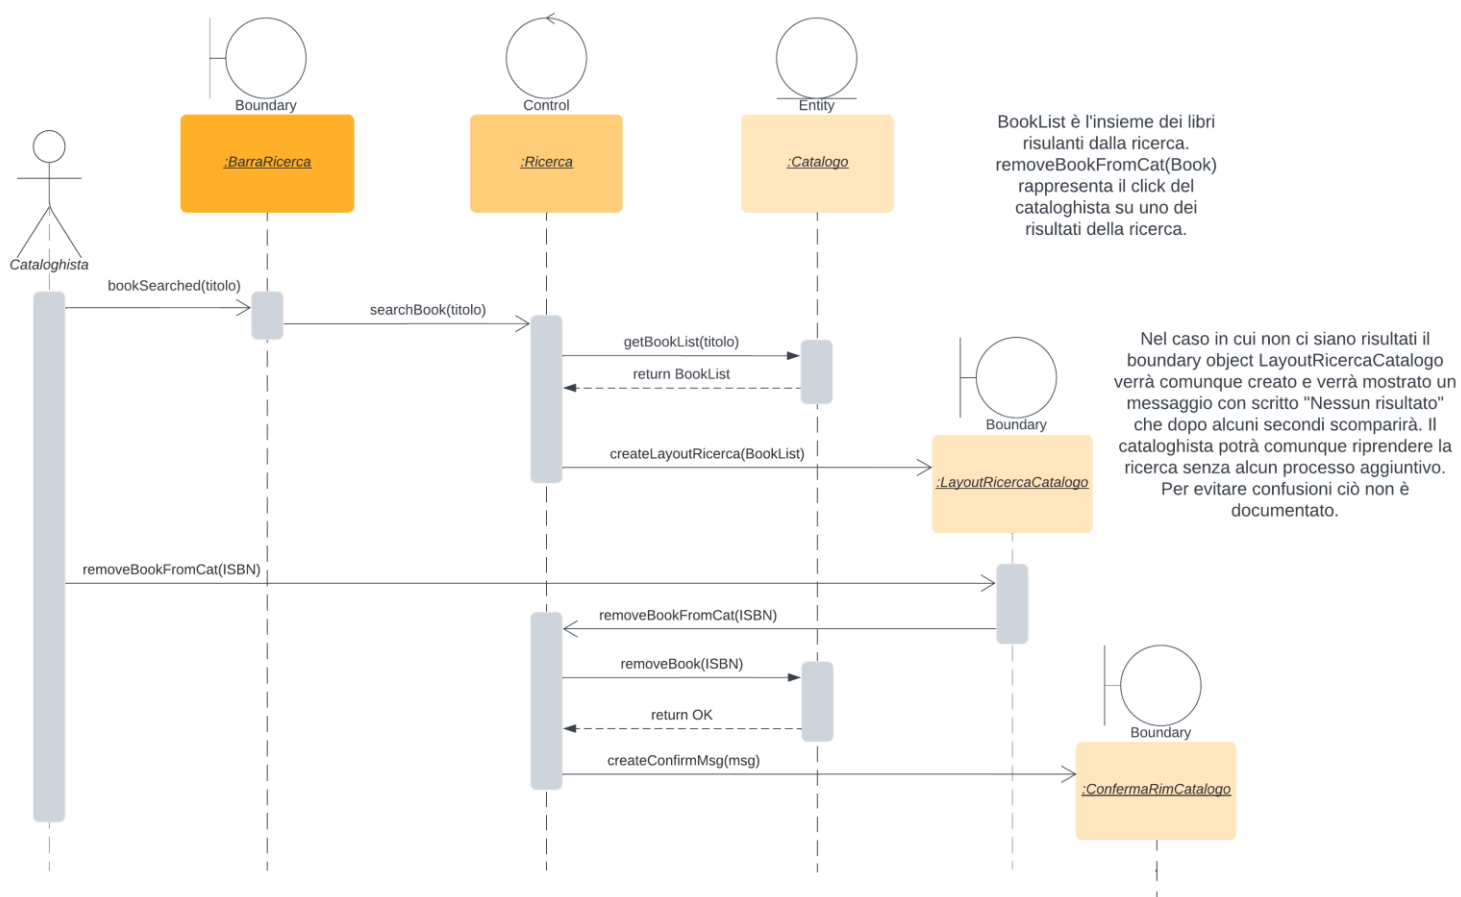 Boundary
Control
Entity
:BarraRicerca
:Ricerca
:Catalogo
BookList è l'insieme dei libri
risulanti dalla ricerca.
removeBookFromCat(Book)
rappresenta il click del
cataloghista su uno dei
risultati della ricerca.
Cataloghista
bookSearched(titolo)
searchBook(titolo)
getBookList(titolo)
return BookList
Nel caso in cui non ci siano risultati il
boundary object LayoutRicercaCatalogo
verrà comunque creato e verrà mostrato un
messaggio con scritto "Nessun risultato"
che dopo alcuni secondi scomparirà. Il
cataloghista potrà comunque riprendere la
ricerca senza alcun processo aggiuntivo.
Per evitare confusioni ciò non è
documentato.
Boundary
createLayoutRicerca(BookList)
:LayoutRicercaCatalogo
removeBookFromCat(ISBN)
removeBookFromCat(ISBN)
removeBook(ISBN)
return OK
Boundary
createConfirmMsg(msg)
:ConfermaRimCatalogo